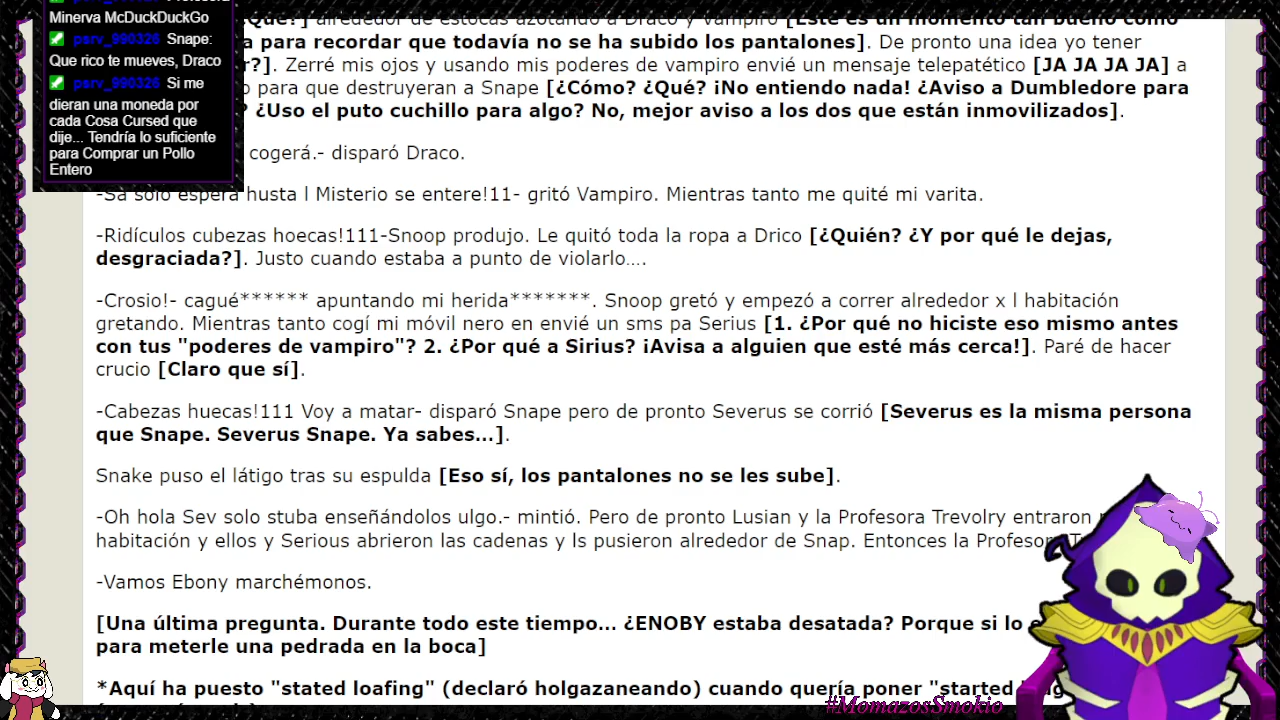 Minerva McDuckDuckGo
psrv_990326 Snape:
Que rico te mueves, Draco
psrv_990326 Si me
dieran una moneda por
cada Cosa Cursed que
dije... Tendría lo suficiente
para Comprar un Pollo
Entero
alrededor de estocas azotando a Draco y Vampiro [Este es un momento tan bueno como
a para recordar que todavía no se ha subido los pantalones]. De pronto una idea yo tener
Zerré mis ojos y usando mis poderes de vampiro envié un mensaje telepatético [JA JA JA JA] a
para que destruyeran a Snape [¿Cómo? ¿Qué? ¡No entiendo nada! ¿Aviso a Dumbledore para
¿Uso el puto cuchillo para algo? No, mejor aviso a los dos que están inmovilizados].
cogerá.- disparó Draco.
-Sa solo espera husta l Misterio se entere!11- gritó Vampiro. Mientras tanto me quité mi varita.
-Ridículos cubezas hoecas!111-Snoop produjo. Le quitó toda la ropa a Drico [¿Quién? ¿Y por qué le dejas,
desgraciada?]. Justo cuando estaba a punto de violarlo….
-Crosio!- cagué****** apuntando mi herida*******. Snoop gretó y empezó a correr alrededor x l habitación
gretando. Mientras tanto cogí mi móvil nero en envié un sms pa Serius [1. ¿Por qué no hiciste eso mismo antes
con tus "poderes de vampiro"? 2. ¿Por qué a Sirius? ¡Avisa a alguien que esté más cerca!]. Paré de hacer
crucio [Claro que sí].
-Cabezas huecas!111 Voy a matar- disparó Snape pero de pronto Severus se corrió [Severus es la misma persona
que Snape. Severus Snape. Ya sabes...].
Snake puso el látigo tras su espulda [Eso sí, los pantalones no se les sube].
-Oh hola Sev solo stuba enseñándolos ulgo.- mintió. Pero de pronto Lusian y la Profesora Trevolry entraron
habitación y ellos y Serious abrieron las cadenas y ls pusieron alrededor de Snap. Entonces la Profesora
-Vamos Ebony marchémonos.
[Una última pregunta. Durante todo este tiempo... ¿ENOBY estaba desatada? Porque si lo
para meterle una pedrada en la boca]
*Aquí ha puesto "stated loafing" (declaró holgazaneando) cuando quería poner "started
#MomazosSmokio